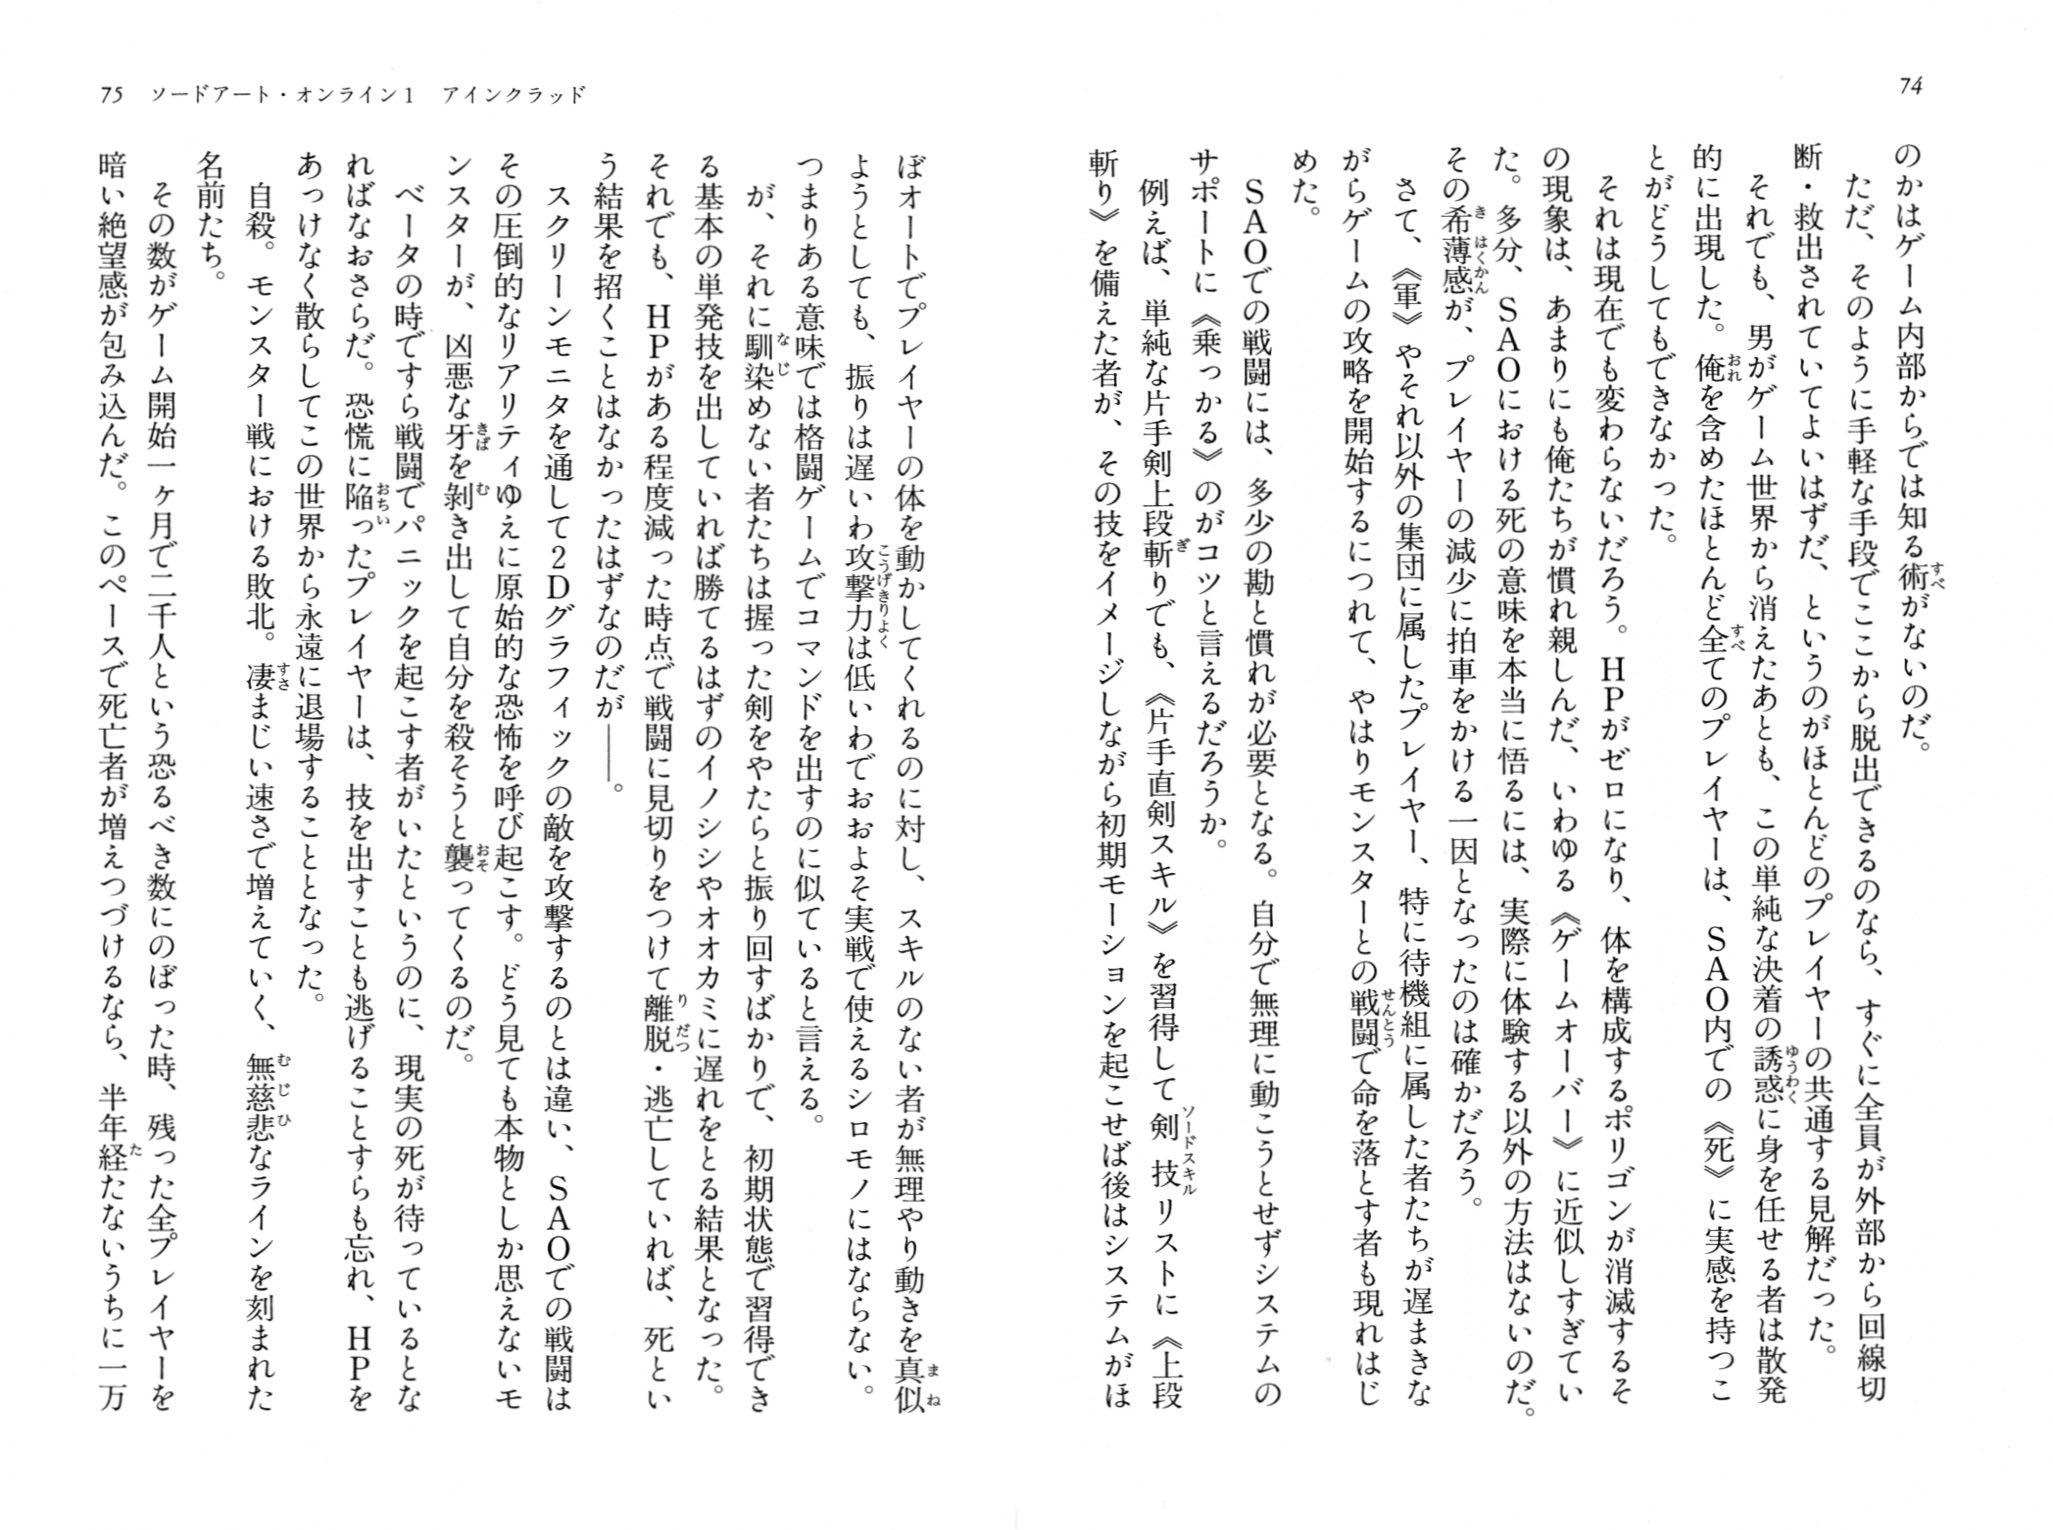 74
のかはゲーム内部からでは知る術がないのだ。
ただ、そのように手軽な手段でここから脱出できるのなら、すぐに全員が外部から回線切
断・救出されていてよいはずだ、というのがほとんどのプレイヤーの共通する見解だった。
それでも、男がゲーム世界から消えたあとも、この単純な決着の誘惑に身を任せる者は散発
的に出現した。俺を含めたほとんど全てのプレイヤーは、SAO内での《死》に実感を持つこ
とがどうしてもできなかった。
それは現在でも変わらないだろう。HPがゼロになり、体を構成するポリゴンが消滅するそ
の現象は、あまりにも俺たちが慣れ親しんだ、いわゆる《ゲームオーバー》に近似しすぎてい
た。多分、SAOにおける死の意味を本当に悟るには、実際に体験する以外の方法はないのだ。
その希薄感が、プレイヤーの減少に拍車をかける一因となったのは確かだろう。
さて、《軍》やそれ以外の集団に属したプレイヤー、特に待機組に属した者たちが遅まきな
がらゲームの攻略を開始するにつれて、やはりモンスターとの戦闘で命を落とす者も現れはじ
めた。
SAOでの戦闘には、多少の勘と慣れが必要となる。自分で無理に動こうとせずシステムの
サポートに《乗っかる》のがコツと言えるだろうか。
例えば、単純な片手剣上段斬りでも、《片手直剣スキル》を習得して剣技リストに《上段
斬り》を備えた者が、その技をイメージしながら初期モーションを起こせば後はシステムがほ
75 ソードアート・オンライン1 アインクラッド
ぼオートでプレイヤーの体を動かしてくれるのに対し、スキルのない者が無理やり動きを真似
ようとしても、振りは遅いわ攻撃力は低いわでおおよそ実戦で使えるシロモノにはならない。
つまりある意味では格闘ゲームでコマンドを出すのに似ていると言える。
が、それに馴染めない者たちは握った剣をやたらと振り回すばかりで、初期状態で習得でき
る基本の単発技を出していれば勝てるはずのイノシシやオオカミに遅れをとる結果となった。
それでも、HPがある程度減った時点で戦闘に見切りをつけて離脱・逃亡していれば、死とい
う結果を招くことはなかったはずなのだが――。
スクリーンモニタを通して2Dグラフィックの敵を攻撃するのとは違い、SAOでの戦闘は
その圧倒的なリアリティゆえに原始的な恐怖を呼び起こす。どう見ても本物としか思えないモ
ンスターが、凶悪な牙を剝き出して自分を殺そうと襲ってくるのだ。
ベータの時ですら戦闘でパニックを起こす者がいたというのに、現実の死が待っているとな
ればなおさらだ。恐慌に陥ったプレイヤーは、技を出すことも逃げることすらも忘れ、HPを
あっけなく散らしてこの世界から永遠に退場することとなった。
自殺。モンスター戦における敗北。凄まじい速さで増えていく、無慈悲なラインを刻まれた
名前たち。
その数がゲーム開始一ヶ月で二千人という恐るべき数にのぼった時、残った全プレイヤーを
暗い絶望感が包み込んだ。このペースで死亡者が増えつづけるなら、半年経たないうちに一万